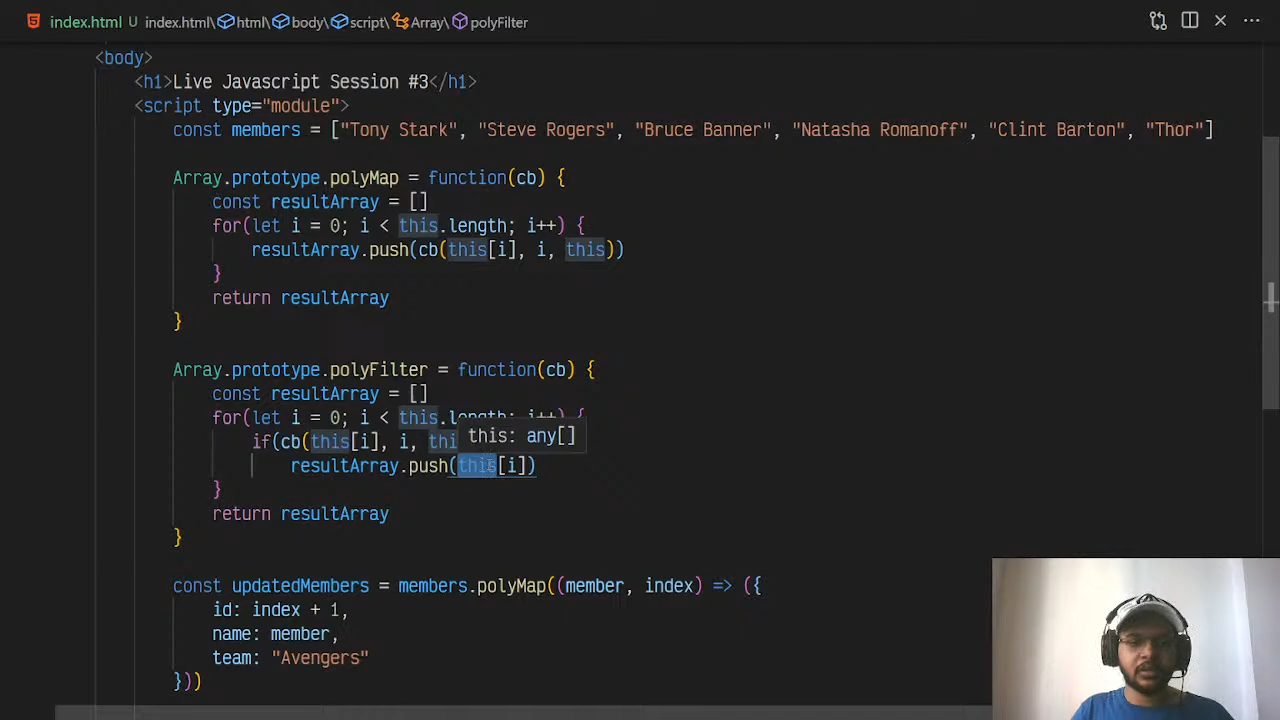 index.html U index.html\html\body\script\Array\polyFilter
<body>
<h1>Live Javascript Session #3</h1>
<script type="module">
const members = ["Tony Stark", "Steve Rogers", "Bruce Banner", "Natasha Romanoff", "Clint Barton", "Thor"]
Array.prototype.polyMap = function(cb) {
const resultArray = []
for(let i = 0; i < this.length; i++) {
resultArray.push(cb(this[i], i, this))
}
return resultArray
}
Array.prototype.polyFilter = function(cb) {
const resultArray = []
for(let i = 0; i < this.length; i++) {
if(cb(this[i], i, thi
this: any[]
resultArray.push(this[i])
}
return resultArray
}
const updatedMembers = members.polyMap((member, index) => ({
id: index + 1,
name: member,
team: "Avengers"
}))